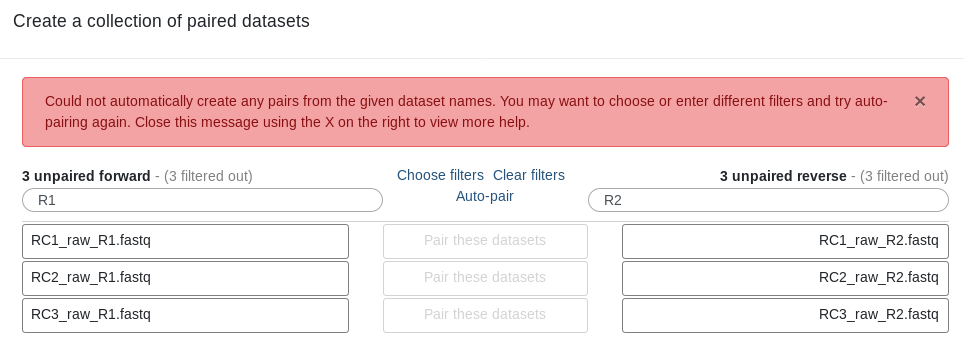 Create a collection of paired datasets
Could not automatically create any pairs from the given dataset names. You may want to choose or enter different filters and try auto-
pairing again. Close this message using the X on the right to view more help.
×
3 unpaired forward - (3 filtered out)
Choose filters Clear filters
3 unpaired reverse - (3 filtered out)
R1
Auto-pair
R2
RC1_raw_R1.fastq
Pair these datasets
RC1_raw_R2.fastq
RC2_raw_R1.fastq
Pair these datasets
RC2_raw_R2.fastq
RC3_raw_R1.fastq
Pair these datasets
RC3_raw_R2.fastq